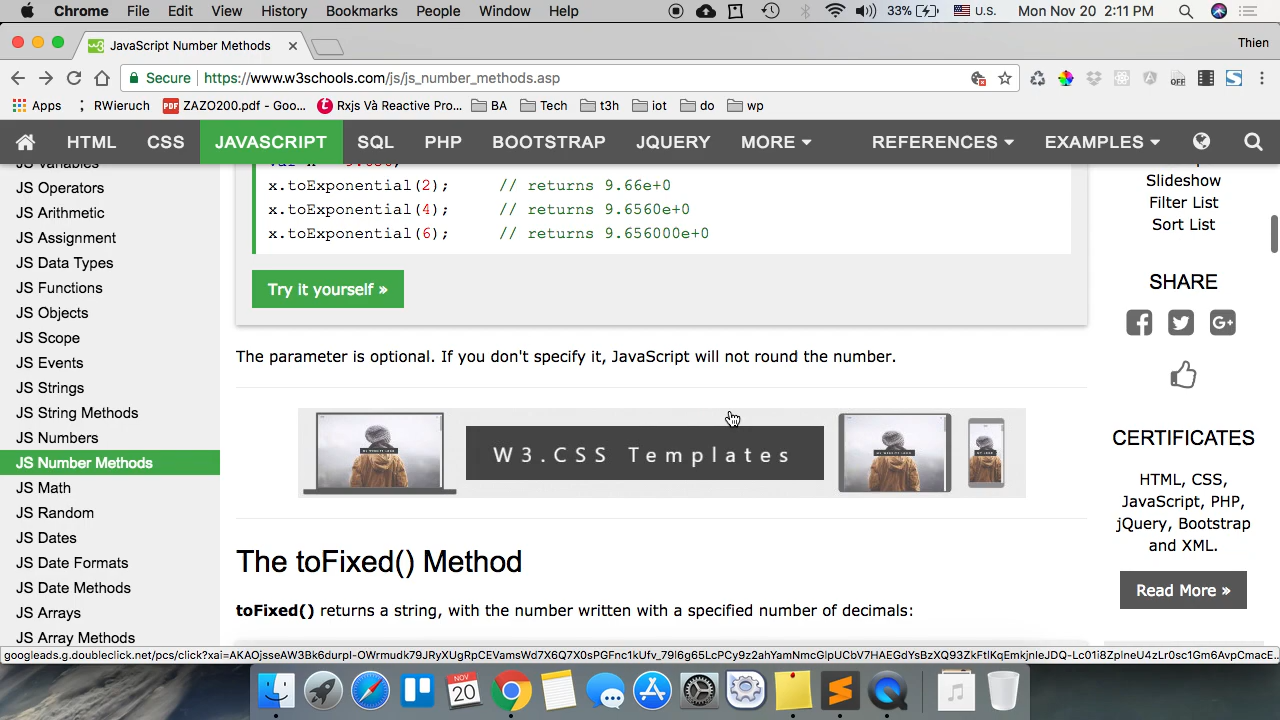 Chrome File Edit View History Bookmarks People Window Help 33% U.S. Mon Nov 20 2:11 PM
JavaScript Number Methods Thien
Secure https://www.w3schools.com/js/js_number_methods.asp
Apps RWieruch ZAZO200.pdf - Goo... Rxjs Và Reactive Pro... BA Tech t3h iot do wp
HTML CSS JAVASCRIPT SQL PHP BOOTSTRAP JQUERY MORE REFERENCES EXAMPLES
JS Variables
JS Operators
JS Arithmetic
JS Assignment
JS Data Types
JS Functions
JS Objects
JS Scope
JS Events
JS Strings
JS String Methods
JS Numbers
JS Number Methods
JS Math
JS Random
JS Dates
JS Date Formats
JS Date Methods
JS Arrays
JS Array Methods
x.toExponential(2); // returns 9.66e+0
x.toExponential(4); // returns 9.6560e+0
x.toExponential(6); // returns 9.656000e+0
Try it yourself »
The parameter is optional. If you don't specify it, JavaScript will not round the number.
W3.CSS Templates
The toFixed() Method
toFixed() returns a string, with the number written with a specified number of decimals:
Slideshow
Filter List
Sort List
SHARE
CERTIFICATES
HTML, CSS,
JavaScript, PHP,
jQuery, Bootstrap
and XML.
Read More »
NOV
20